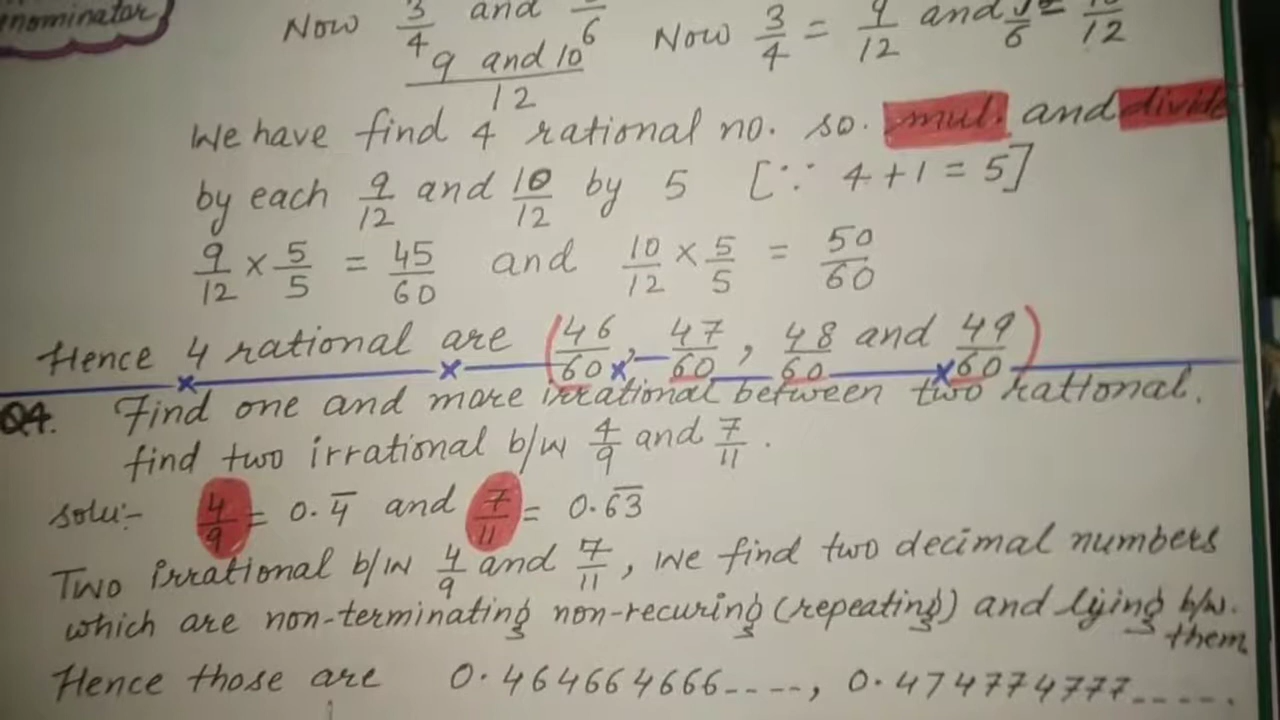 nominator
Now 3/4 and /6 Now 3/4 = 9/12 and /6 = 10/12
9 and 10/12
We have find 4 rational no. so. mul. and divide
by each 9/12 and 10/12 by 5 [∵ 4+1=5]
9/12 × 5/5 = 45/60 and 10/12 × 5/5 = 50/60
Hence 4 rational are (46/60, 47/60, 48/60 and 49/60)
Q4. Find one and more irrational between two rational.
find two irrational b/w 4/9 and 7/11.
Solu:- 4/9 = 0.4̅ and 7/11 = 0.6̅3̅
Two irrational b/w 4/9 and 7/11, we find two decimal numbers
which are non-terminating non-recuring (repeating) and lying b/w.
them
Hence those are 0.464664666----, 0.474774777-----.